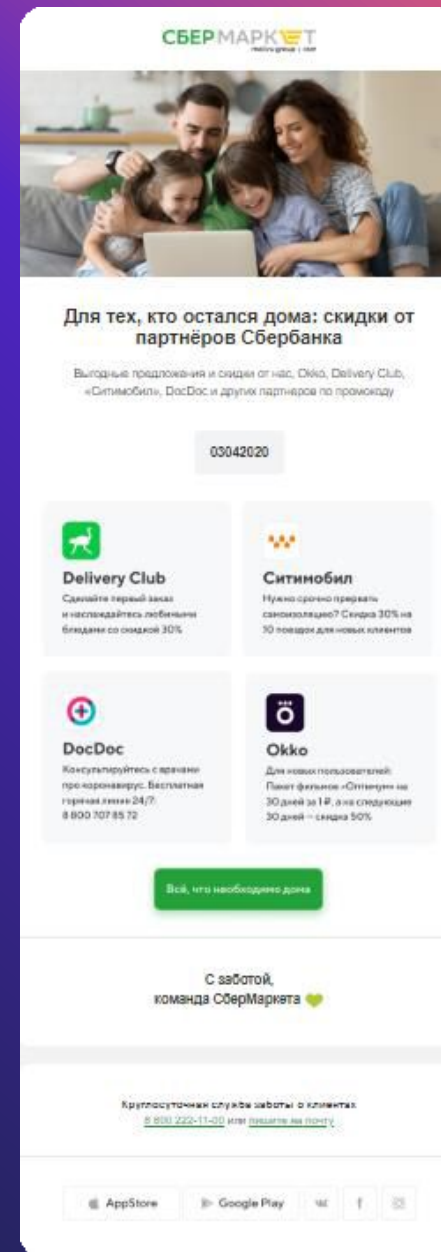 СБЕРМАРКЕТ
Для тех, кто остался дома: скидки от
партнёров Сбербанка
Выгодные предложения и скидки от нас, Okko, Delivery Club,
«Ситимобил», DocDoc и других партнеров по промокоду
03042020
Delivery Club
Сделайте первый заказ
и наслаждайтесь любимыми
блюдами со скидкой 30%
Ситимобил
Нужно срочно прервать
самоизоляцию? Скидка 30% на
10 поездок для новых клиентов
DocDoc
Консультируйтесь с врачами
про коронавирус. Бесплатная
горячая линия 24/7:
8 800 707 85 72
Okko
Для новых пользователей:
Пакет фильмов «Оптимум» на
30 дней за 1 ₽, а на следующие
30 дней – скидка 50%
Всё, что необходимо дома
С заботой,
команда СберМаркета
Круглосуточная служба заботы о клиентах
8 800 222-11-00 или пишите на почту
AppStore
Google Play